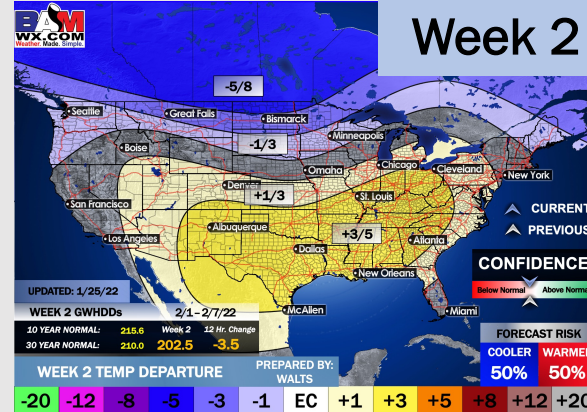 BAM
WX.COM
Weather. Made. Simple.
Week 2
-5/8
Seattle
Great Falls
Bismarck
-1/3
Minneapolis
Boise
Omaha
Chicago
Cleveland
New York
Denver
+1/3
St. Louis
San Francisco
Los Angeles
Albuquerque
+3/5
Atlanta
Dallas
New Orleans
McAllen
Miami
CURRENT
PREVIOUS
CONFIDENCE
Below Normal
Above Norma
UPDATED: 1/25/22
WEEK 2 GWHDDs 2/1-2/7/22
10 YEAR NORMAL: 215.6 Week 2 12 Hr. Change
30 YEAR NORMAL: 210.0 202.5 -3.5
FORECAST RISK
COOLER WARME
50% 50%
WEEK 2 TEMP DEPARTURE
PREPARED BY:
WALTS
-20 -12 -8 -5 -3 -1 EC +1 +3 +5 +8 +12 +2